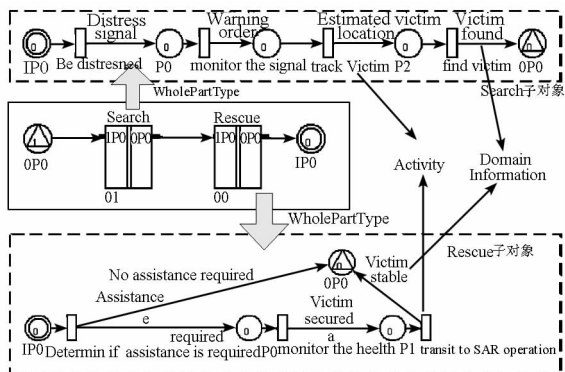 Distress signal
Warning order
Estimated victim location
Victim found
IP0
Be distresned
P0
monitor the signal
track Victim
P2
find victim
0P0
WholePartType
Search子对象
Search
Rescue
1P0
0P0
1P0
0P0
0P0
IP0
01
00
Activity
Domain Information
WholePartType
Rescue子对象
No assistance required
0P0
Victim stable
Assistance
e
required
Victim secured
a
IP0
Determin if assistance is required
P0
monitor the heelth
P1
transit to SAR operation